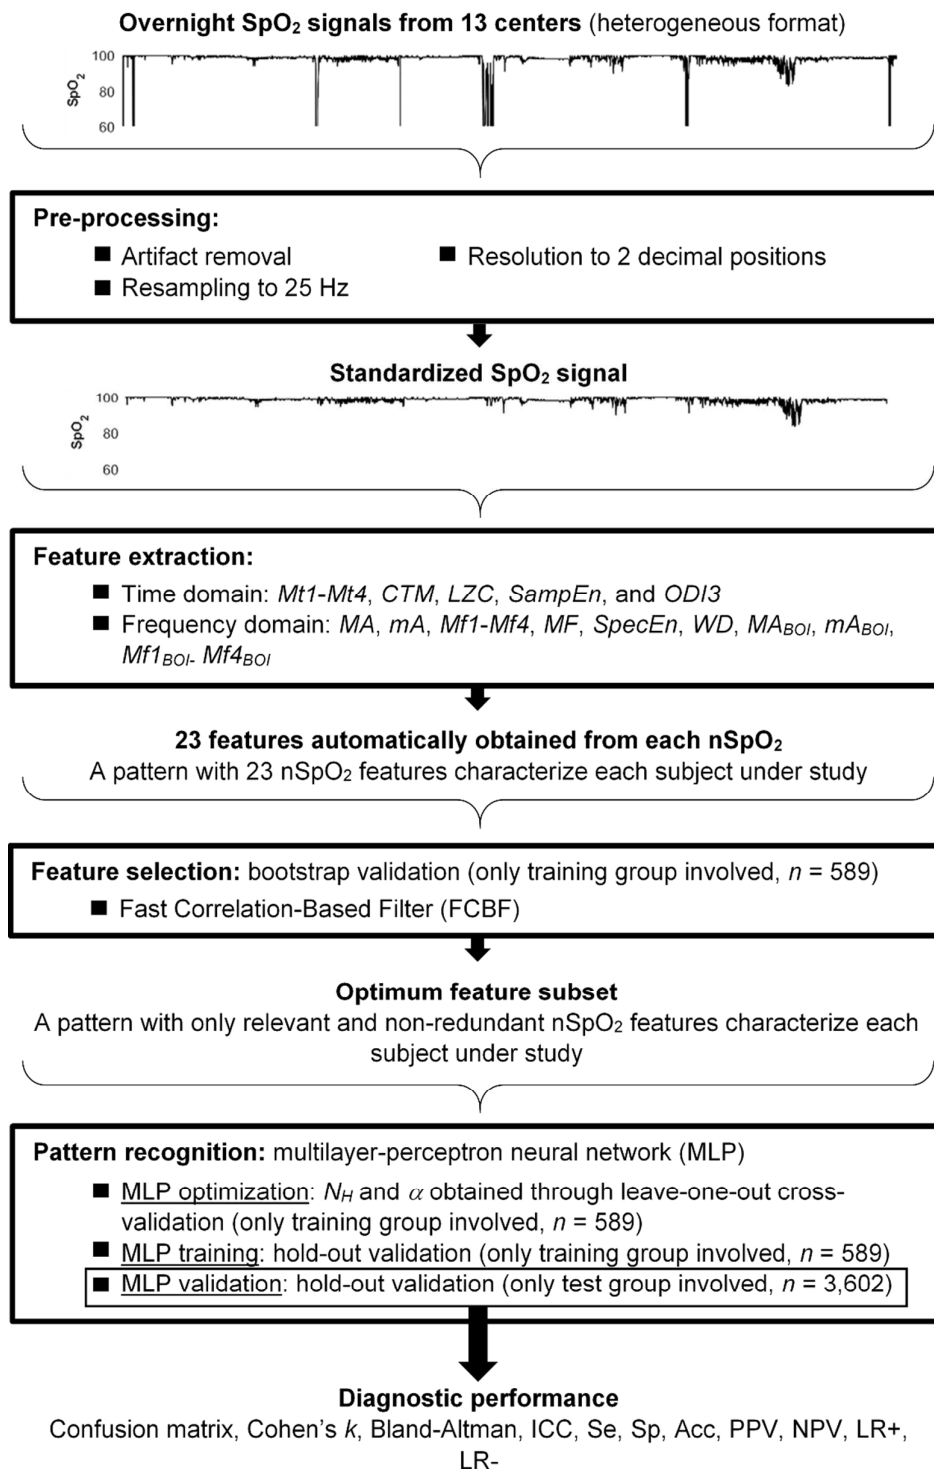 Overnight SpO₂ signals from 13 centers (heterogeneous format)
100
80
60
SpO₂
Pre-processing:
■ Artifact removal
■ Resolution to 2 decimal positions
■ Resampling to 25 Hz
Standardized SpO₂ signal
100
80
60
SpO₂
Feature extraction:
■ Time domain: Mt1-Mt4, CTM, LZC, SampEn, and ODI3
■ Frequency domain: MA, mA, Mf1-Mf4, MF, SpecEn, WD, MA_BOI, mA_BOI,
Mf1_BOI- Mf4_BOI
23 features automatically obtained from each nSpO₂
A pattern with 23 nSpO₂ features characterize each subject under study
Feature selection: bootstrap validation (only training group involved, n = 589)
■ Fast Correlation-Based Filter (FCBF)
Optimum feature subset
A pattern with only relevant and non-redundant nSpO₂ features characterize each
subject under study
Pattern recognition: multilayer-perceptron neural network (MLP)
■ MLP optimization: N_H and α obtained through leave-one-out cross-
validation (only training group involved, n = 589)
■ MLP training: hold-out validation (only training group involved, n = 589)
■ MLP validation: hold-out validation (only test group involved, n = 3,602)
Diagnostic performance
Confusion matrix, Cohen's k, Bland-Altman, ICC, Se, Sp, Acc, PPV, NPV, LR+,
LR-